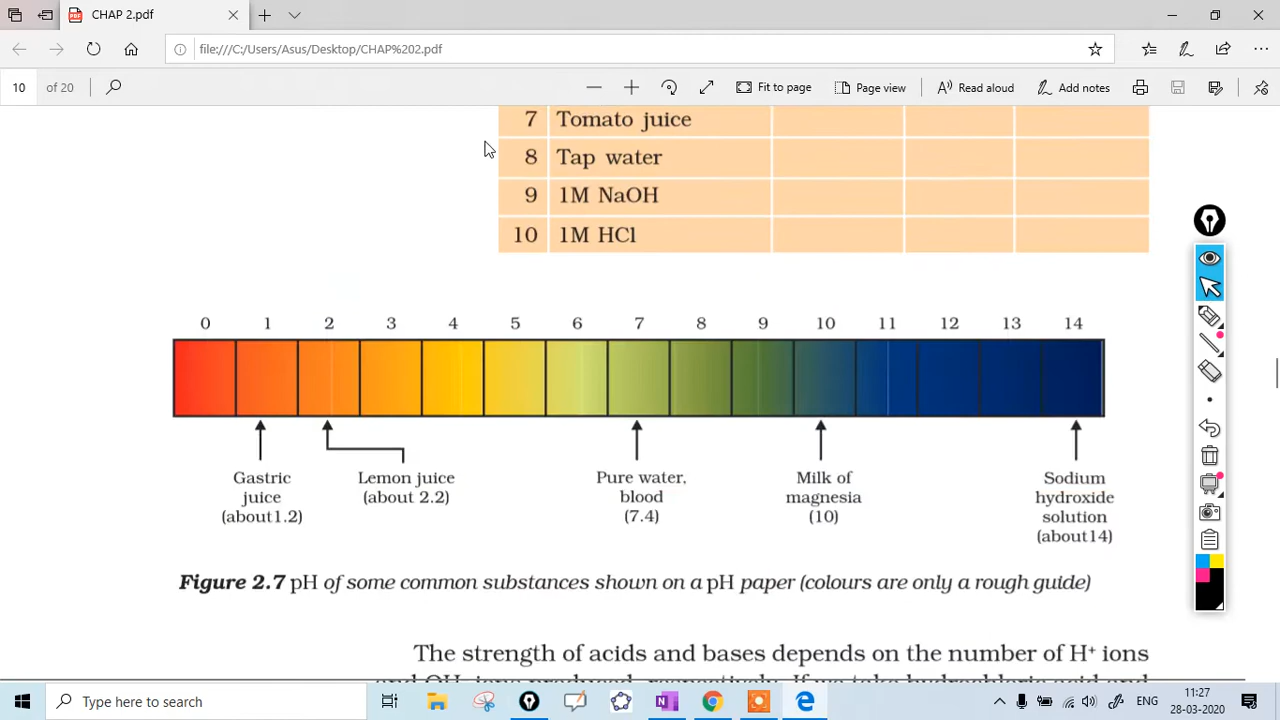 CHAP 2.pdf
file:///C:/Users/Asus/Desktop/CHAP%202.pdf
10 of 20
Fit to page
Page view
Read aloud
Add notes
7 Tomato juice
8 Tap water
9 1M NaOH
10 1M HCl
0 1 2 3 4 5 6 7 8 9 10 11 12 13 14
Gastric
juice
(about1.2)
Lemon juice
(about 2.2)
Pure water,
blood
(7.4)
Milk of
magnesia
(10)
Sodium
hydroxide
solution
(about14)
Figure 2.7 pH of some common substances shown on a pH paper (colours are only a rough guide)
The strength of acids and bases depends on the number of H⁺ ions
Type here to search
ENG
11:27
28-03-2020